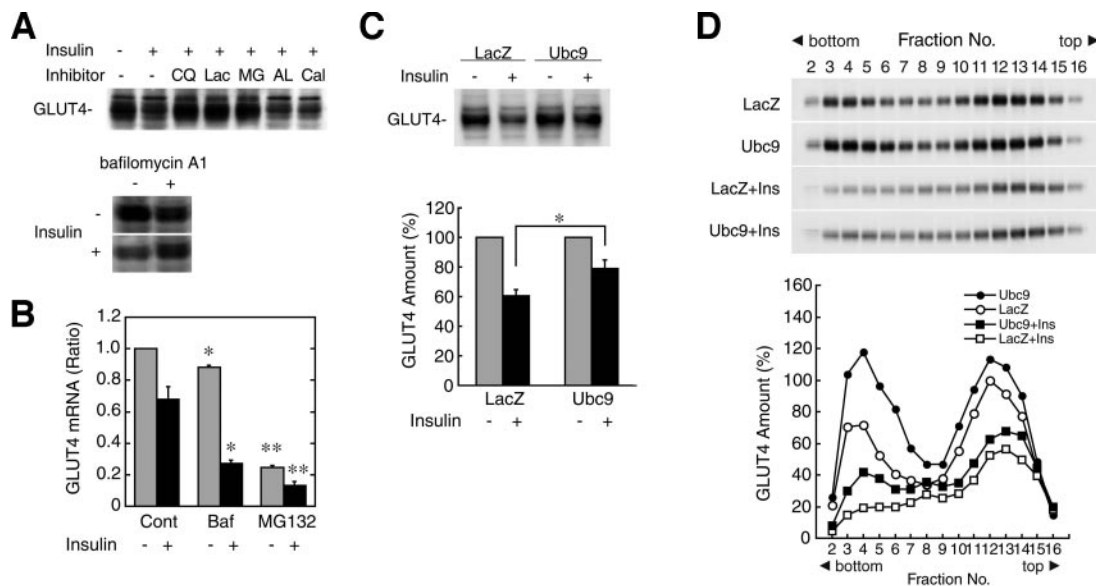 A
Insulin - + + + + + +
Inhibitor - - CQ Lac MG AL Cal
GLUT4-
bafilomycin A1
- +
Insulin
-
+
B
GLUT4 mRNA (Ratio)
1.2
1.0
0.8
0.6
0.4
0.2
0
*
*
**
**
Cont Baf MG132
Insulin - + - + - +
C
LacZ Ubc9
Insulin - + - +
GLUT4-
GLUT4 Amount (%)
120
100
80
60
40
20
0
*
LacZ Ubc9
Insulin - + - +
D
◄ bottom Fraction No. top ►
2 3 4 5 6 7 8 9 10 11 12 13 14 15 16
LacZ
Ubc9
LacZ+Ins
Ubc9+Ins
GLUT4 Amount (%)
160
140
120
100
80
60
40
20
0
Ubc9
LacZ
Ubc9+Ins
LacZ+Ins
2 3 4 5 6 7 8 9 10 11 12 13 14 15 16
◄ bottom top ►
Fraction No.